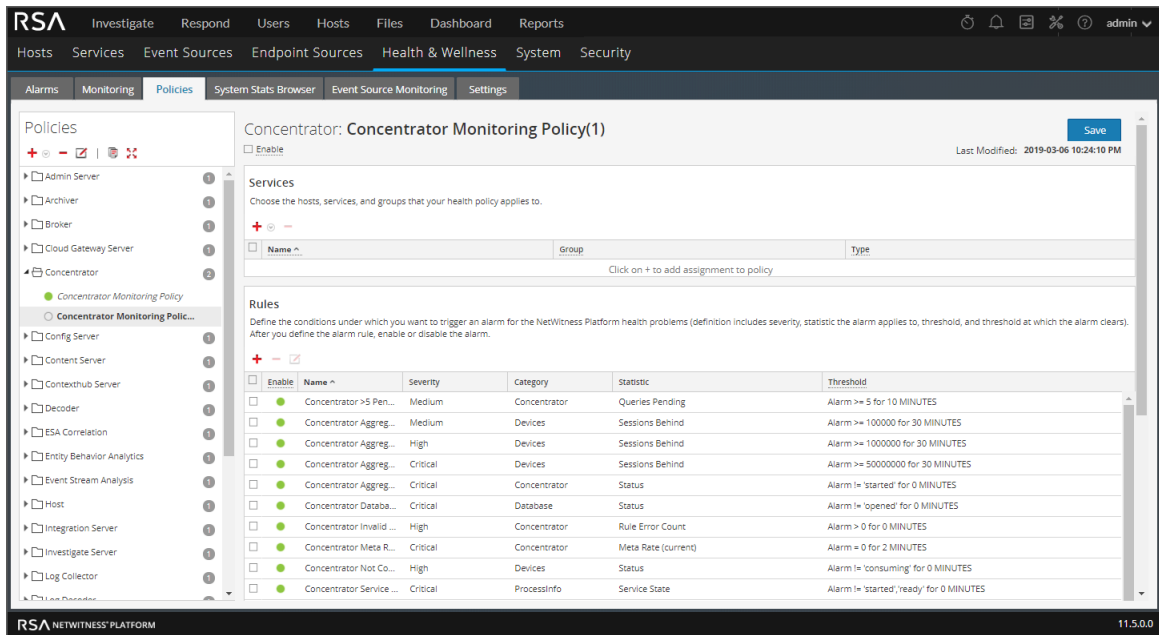 RSA Investigate Respond Users Hosts Files Dashboard Reports admin
Hosts Services Event Sources Endpoint Sources Health & Wellness System Security
Alarms Monitoring Policies System Stats Browser Event Source Monitoring Settings
Policies
Admin Server 1
Archiver 1
Broker 1
Cloud Gateway Server 1
Concentrator 2
Concentrator Monitoring Policy
Concentrator Monitoring Polic...
Config Server 1
Content Server 1
Contexthub Server 1
Decoder 1
ESA Correlation 1
Entity Behavior Analytics 1
Event Stream Analysis 1
Host 1
Integration Server 1
Investigate Server 1
Log Collector 1
Log Decoder
Concentrator: Concentrator Monitoring Policy(1)
Save
Enable
Last Modified: 2019-03-06 10:24:10 PM
Services
Choose the hosts, services, and groups that your health policy applies to.
Name Group Type
Click on + to add assignment to policy
Rules
Define the conditions under which you want to trigger an alarm for the NetWitness Platform health problems (definition includes severity, statistic the alarm applies to, threshold, and threshold at which the alarm clears).
After you define the alarm rule, enable or disable the alarm.
Enable Name Severity Category Statistic Threshold
Concentrator >5 Pen... Medium Concentrator Queries Pending Alarm >= 5 for 10 MINUTES
Concentrator Aggreg... Medium Devices Sessions Behind Alarm >= 100000 for 30 MINUTES
Concentrator Aggreg... High Devices Sessions Behind Alarm >= 1000000 for 30 MINUTES
Concentrator Aggreg... Critical Devices Sessions Behind Alarm >= 50000000 for 30 MINUTES
Concentrator Aggreg... Critical Concentrator Status Alarm != 'started' for 0 MINUTES
Concentrator Databa... Critical Database Status Alarm != 'opened' for 0 MINUTES
Concentrator Invalid ... High Concentrator Rule Error Count Alarm > 0 for 0 MINUTES
Concentrator Meta R... Critical Concentrator Meta Rate (current) Alarm = 0 for 2 MINUTES
Concentrator Not Co... High Devices Status Alarm != 'consuming' for 0 MINUTES
Concentrator Service ... Critical ProcessInfo Service State Alarm != 'started','ready' for 0 MINUTES
RSA NETWITNESS® PLATFORM 11.5.0.0